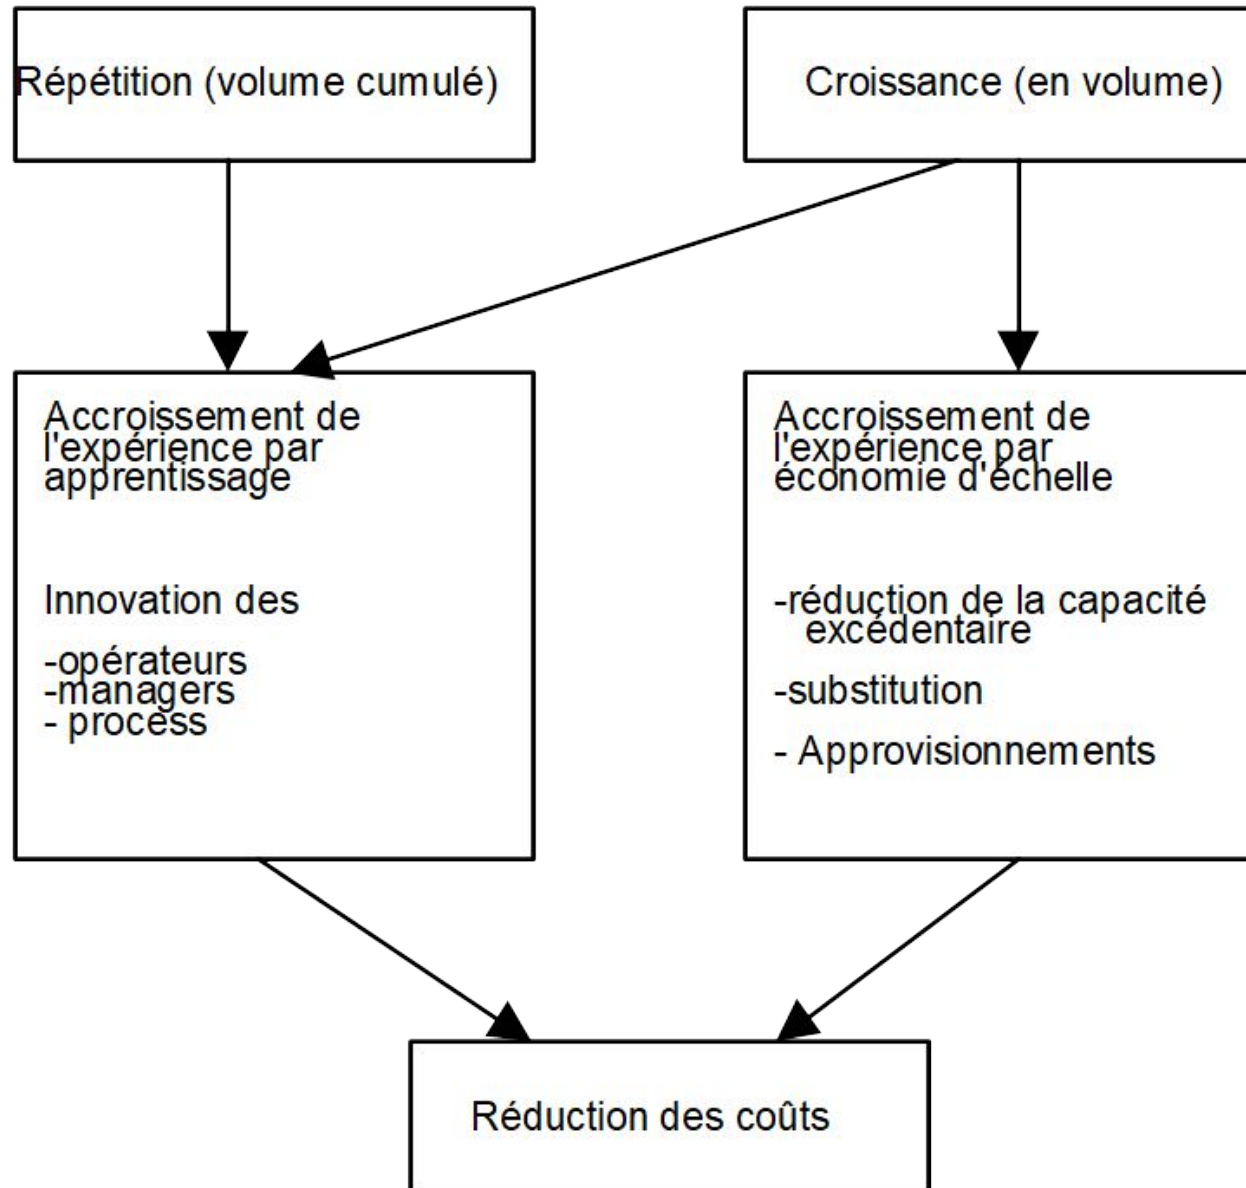 Répétition (volume cumulé)
Croissance (en volume)
Accroissement de
l'expérience par
apprentissage
Innovation des
-opérateurs
-managers
- process
Accroissement de
l'expérience par
économie d'échelle
-réduction de la capacité
excédentaire
-substitution
- Approvisionnements
Réduction des coûts